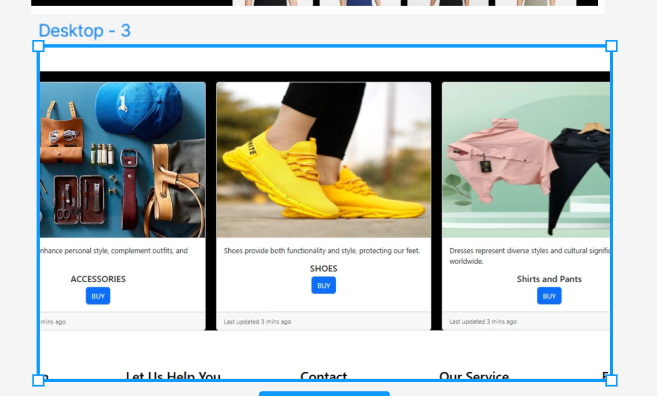 Desktop - 3
nhance personal style, complement outfits, and
ACCESSORIES
BUY
mins ago
Shoes provide both functionality and style, protecting our feet.
SHOES
BUY
Last updated 3 mins ago
Dresses represent diverse styles and cultural signific
worldwide.
Shirts and Pants
BUY
Last updated 3 mins ago
Let Us Help You
Contact
Our Service